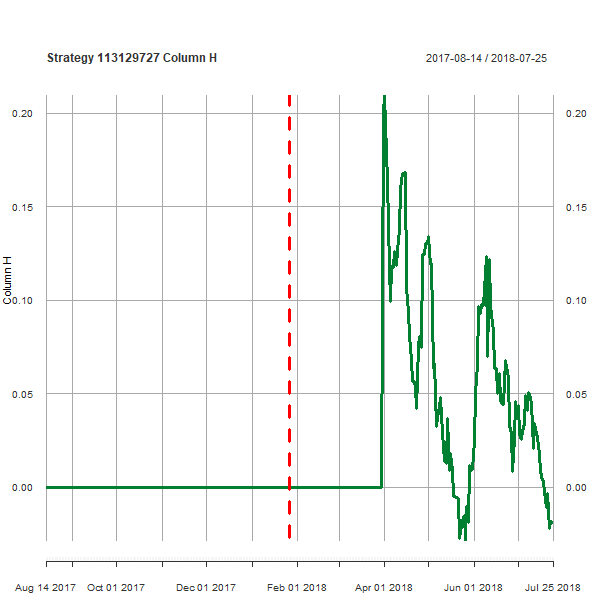 Strategy 113129727 Column H
2017-08-14 / 2018-07-25
0.20
0.20
0.15
0.15
Column H
0.10
0.10
0.05
0.05
0.00
0.00
Aug 14 2017
Oct 01 2017
Dec 01 2017
Feb 01 2018
Apr 01 2018
Jun 01 2018
Jul 25 2018